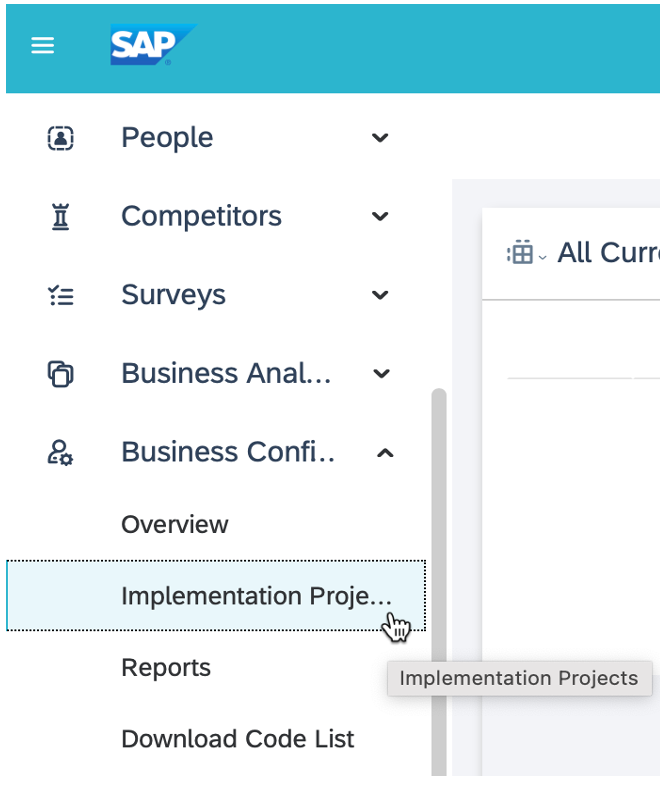 SAP
People
Competitors
All Curr
Surveys
Business Anal...
Business Confi..
Overview
Implementation Proje...
Reports
Implementation Projects
Download Code List